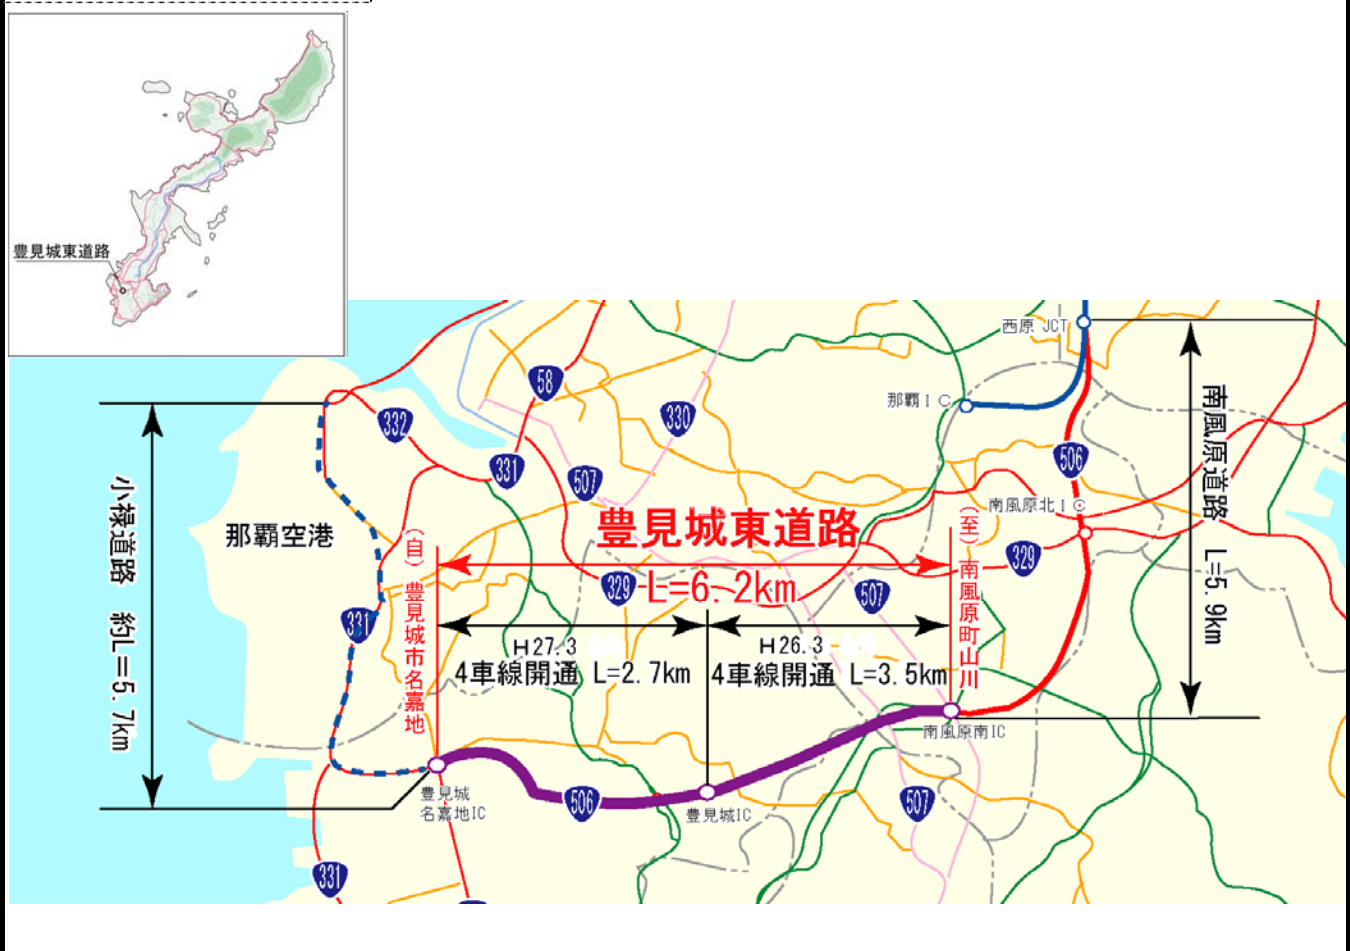 豊見城東道路
西原 JCT
那覇IC
58
332
330
331
507
506
南風原北IC
南風原道路 L=5.9km
小禄道路 約L=5.7km
那覇空港
豊見城東道路
L=6.2km
329
329
507
331
(自)豊見城市名嘉地
(至)南風原町山川
H27.3
4車線開通 L=2.7km
H26.3
4車線開通 L=3.5km
南風原南IC
豊見城
名嘉地IC
506
豊見城IC
507
331